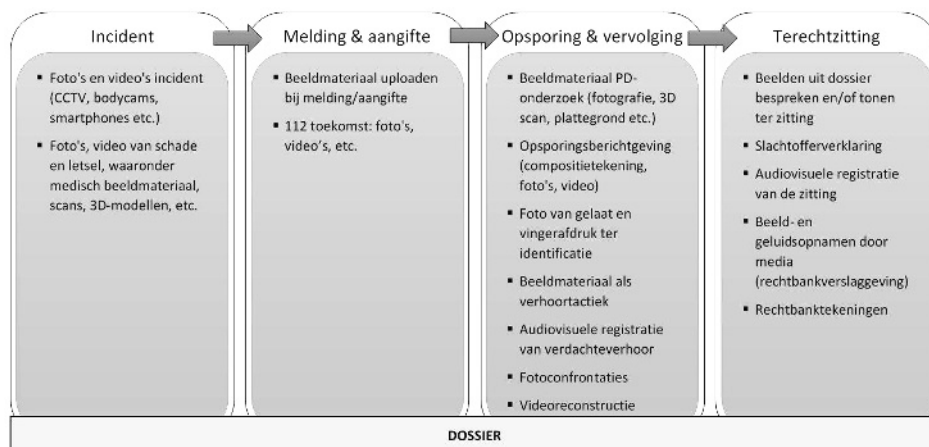 Incident
Foto's en video's incident
(CCTV, bodycams,
smartphones etc.)
Foto's, video van schade
en letsel, waaronder
medisch beeldmateriaal,
scans, 3D-modellen, etc.
Melding & aangifte
Beeldmateriaal uploaden
bij melding/aangifte
112 toekomst: foto's,
video's, etc.
Opsporing & vervolging
Beeldmateriaal PD-
onderzoek (fotografie, 3D
scan, plattegrond etc.)
Opsporingsberichtgeving
(compositietekening,
foto's, video)
Foto van gelaat en
vingerafdruk ter
identificatie
Beeldmateriaal als
verhoortactiek
Audiovisuele registratie
van verdachteverhoor
Fotoconfrontaties
Videoreconstructie
Terechtzitting
Beelden uit dossier
bespreken en/of tonen
ter zitting
Slachtofferverklaring
Audiovisuele registratie
van de zitting
Beeld- en
geluidsopnamen door
media
(rechtbankverslaggeving)
Rechtbanktekeningen
DOSSIER